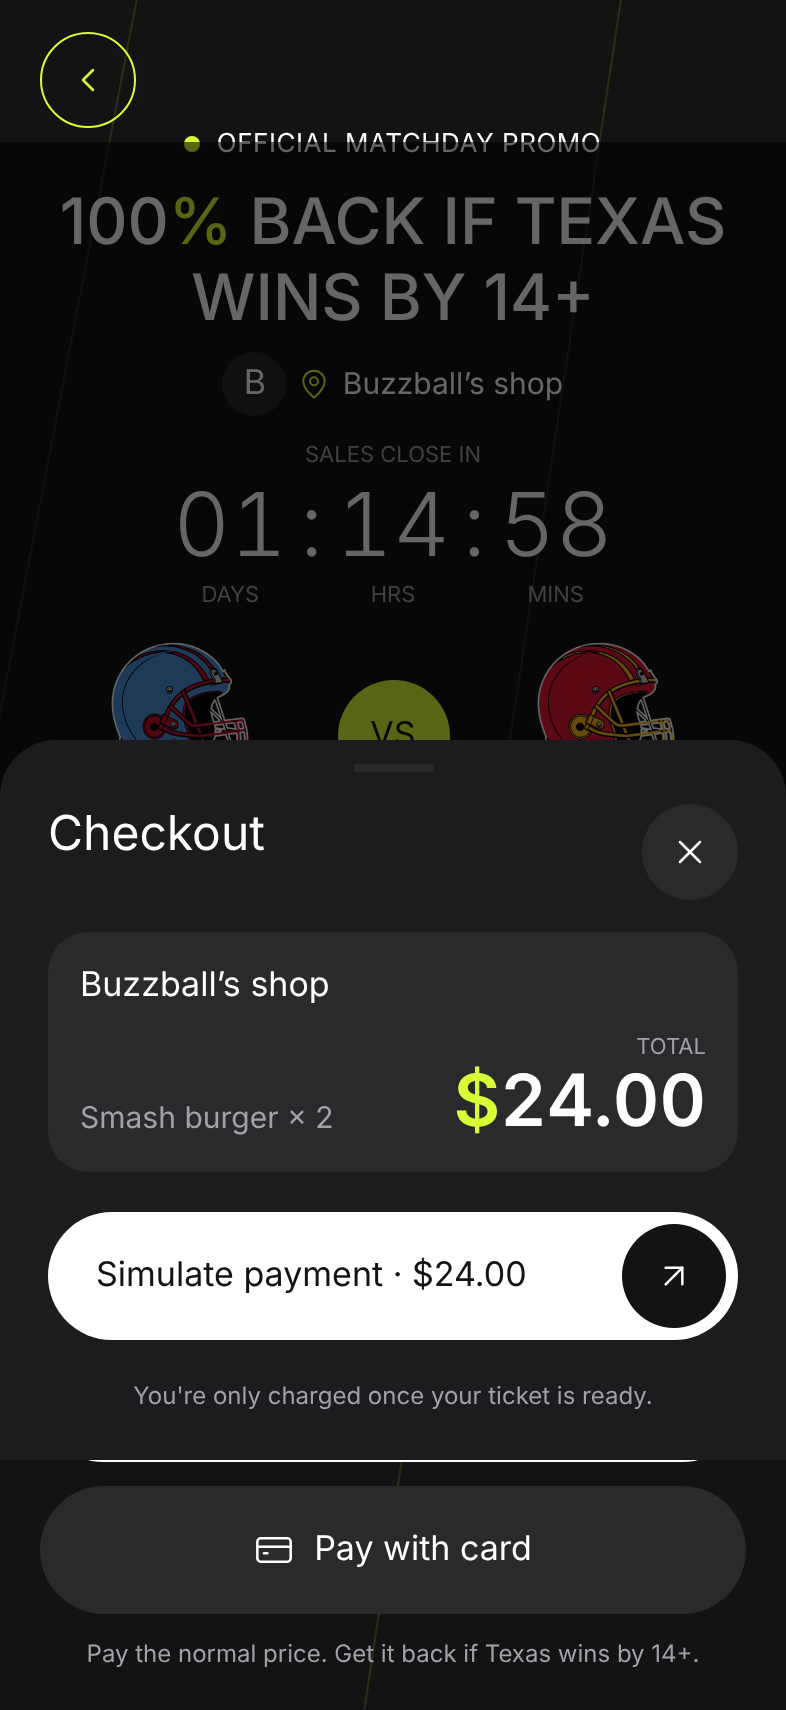 OFFICIAL MATCHDAY PROMO
100% BACK IF TEXAS
WINS BY 14+
B Buzzball’s shop
SALES CLOSE IN
01 : 14 : 58
DAYS HRS MINS
VS
Checkout
Buzzball’s shop
TOTAL
Smash burger × 2 $24.00
Simulate payment · $24.00
You're only charged once your ticket is ready.
Pay with card
Pay the normal price. Get it back if Texas wins by 14+.